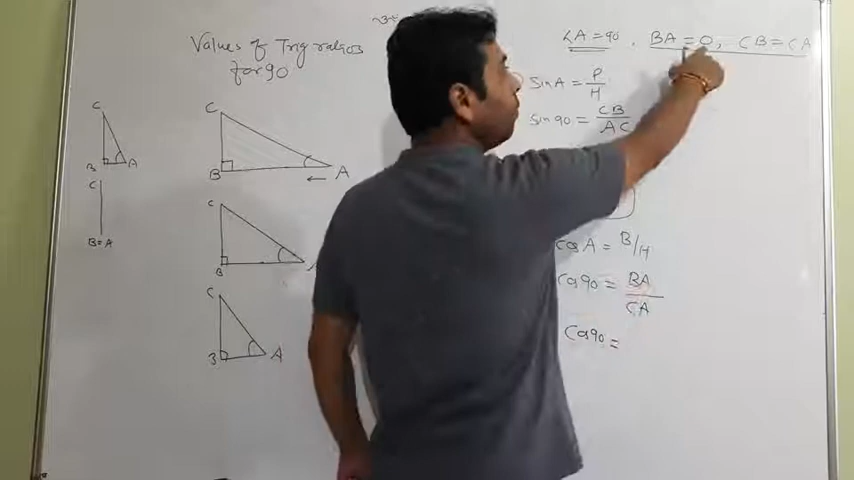 Values of Trig ratios
for 90
∠A = 90 . BA = 0, CB = CA
sin A = P/H
sin 90 = CB/AC
Cos A = B/H
Cos 90 = BA/CA
Cos 90 =
C
B A
C
B = A
C
B A
C
B
C
B A